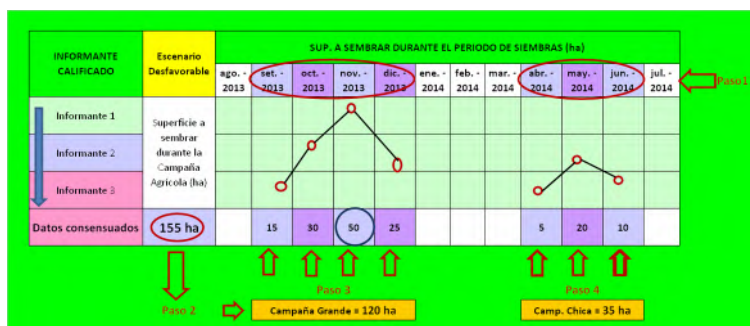 INFORMANTE CALIFICADO
Escenario Desfavorable
SUP. A SEMBRAR DURANTE EL PERIODO DE SIEMBRAS (ha)
ago. - 2013
set. - 2013
oct. - 2013
nov. - 2013
dic. - 2013
ene. - 2014
feb. - 2014
mar. - 2014
abr. - 2014
may. - 2014
jun. - 2014
jul. - 2014
Paso1
Informante 1
Informante 2
Informante 3
Superficie a
sembrar
durante la
Campaña
Agrícola (ha)
Datos consensuados
155 ha
15
30
50
25
5
20
10
Paso 2
Paso 3
Paso 4
Campaña Grande = 120 ha
Camp. Chica = 35 ha